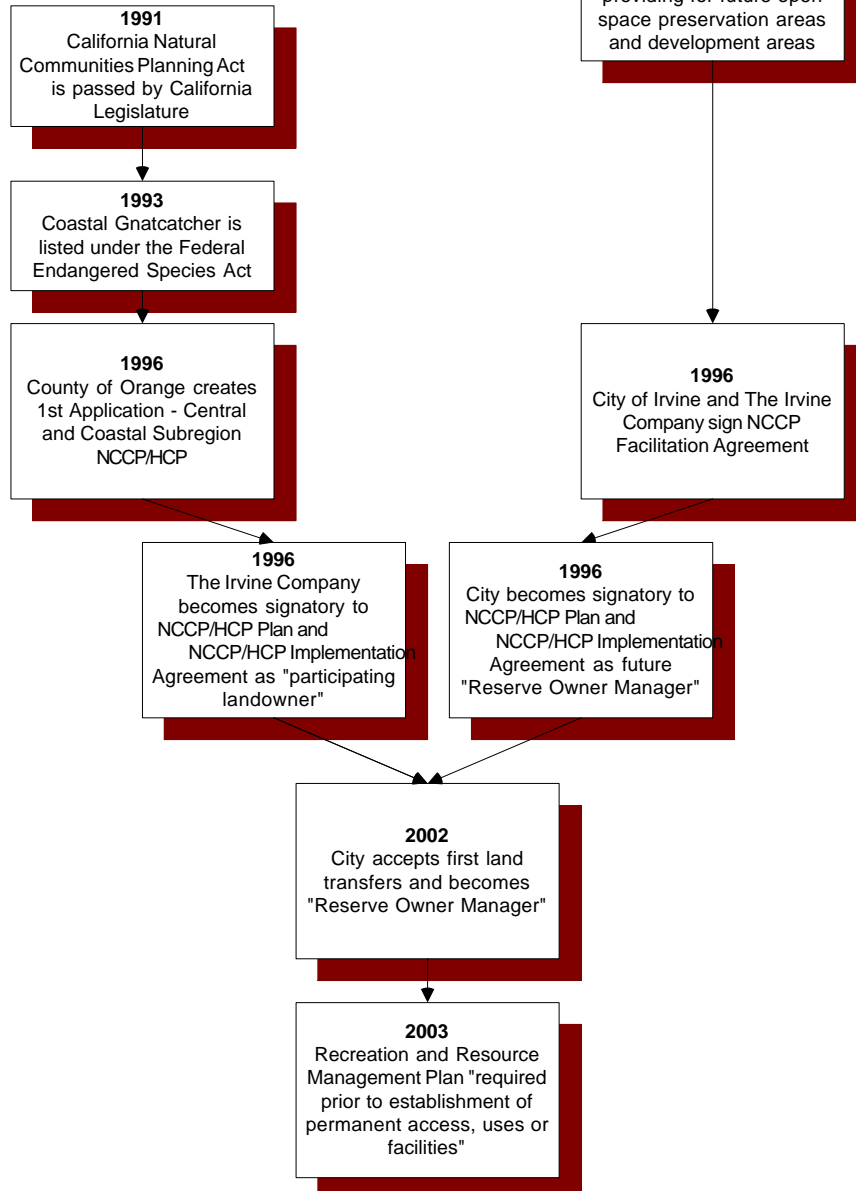 1991
California Natural
Communities Planning Act
is passed by California
Legislature
space preservation areas
and development areas
1993
Coastal Gnatcatcher is
listed under the Federal
Endangered Species Act
1996
County of Orange creates
1st Application - Central
and Coastal Subregion
NCCP/HCP
1996
City of Irvine and The Irvine
Company sign NCCP
Facilitation Agreement
1996
The Irvine Company
becomes signatory to
NCCP/HCP Plan and
NCCP/HCP Implementation
Agreement as "participating
landowner"
1996
City becomes signatory to
NCCP/HCP Plan and
NCCP/HCP Implementation
Agreement as future
"Reserve Owner Manager"
2002
City accepts first land
transfers and becomes
"Reserve Owner Manager"
2003
Recreation and Resource
Management Plan "required
prior to establishment of
permanent access, uses or
facilities"